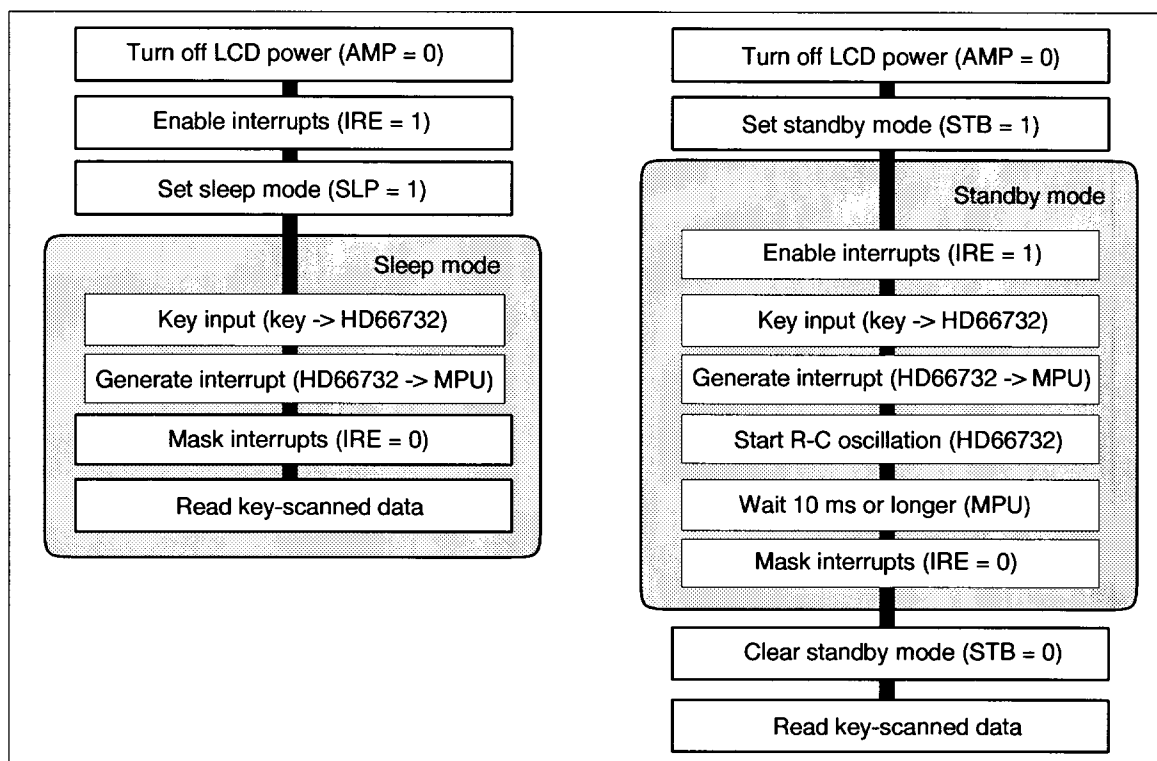 Turn off LCD power (AMP = 0)
Enable interrupts (IRE = 1)
Set sleep mode (SLP = 1)
Sleep mode
Key input (key -> HD66732)
Generate interrupt (HD66732 -> MPU)
Mask interrupts (IRE = 0)
Read key-scanned data
Turn off LCD power (AMP = 0)
Set standby mode (STB = 1)
Standby mode
Enable interrupts (IRE = 1)
Key input (key -> HD66732)
Generate interrupt (HD66732 -> MPU)
Start R-C oscillation (HD66732)
Wait 10 ms or longer (MPU)
Mask interrupts (IRE = 0)
Clear standby mode (STB = 0)
Read key-scanned data